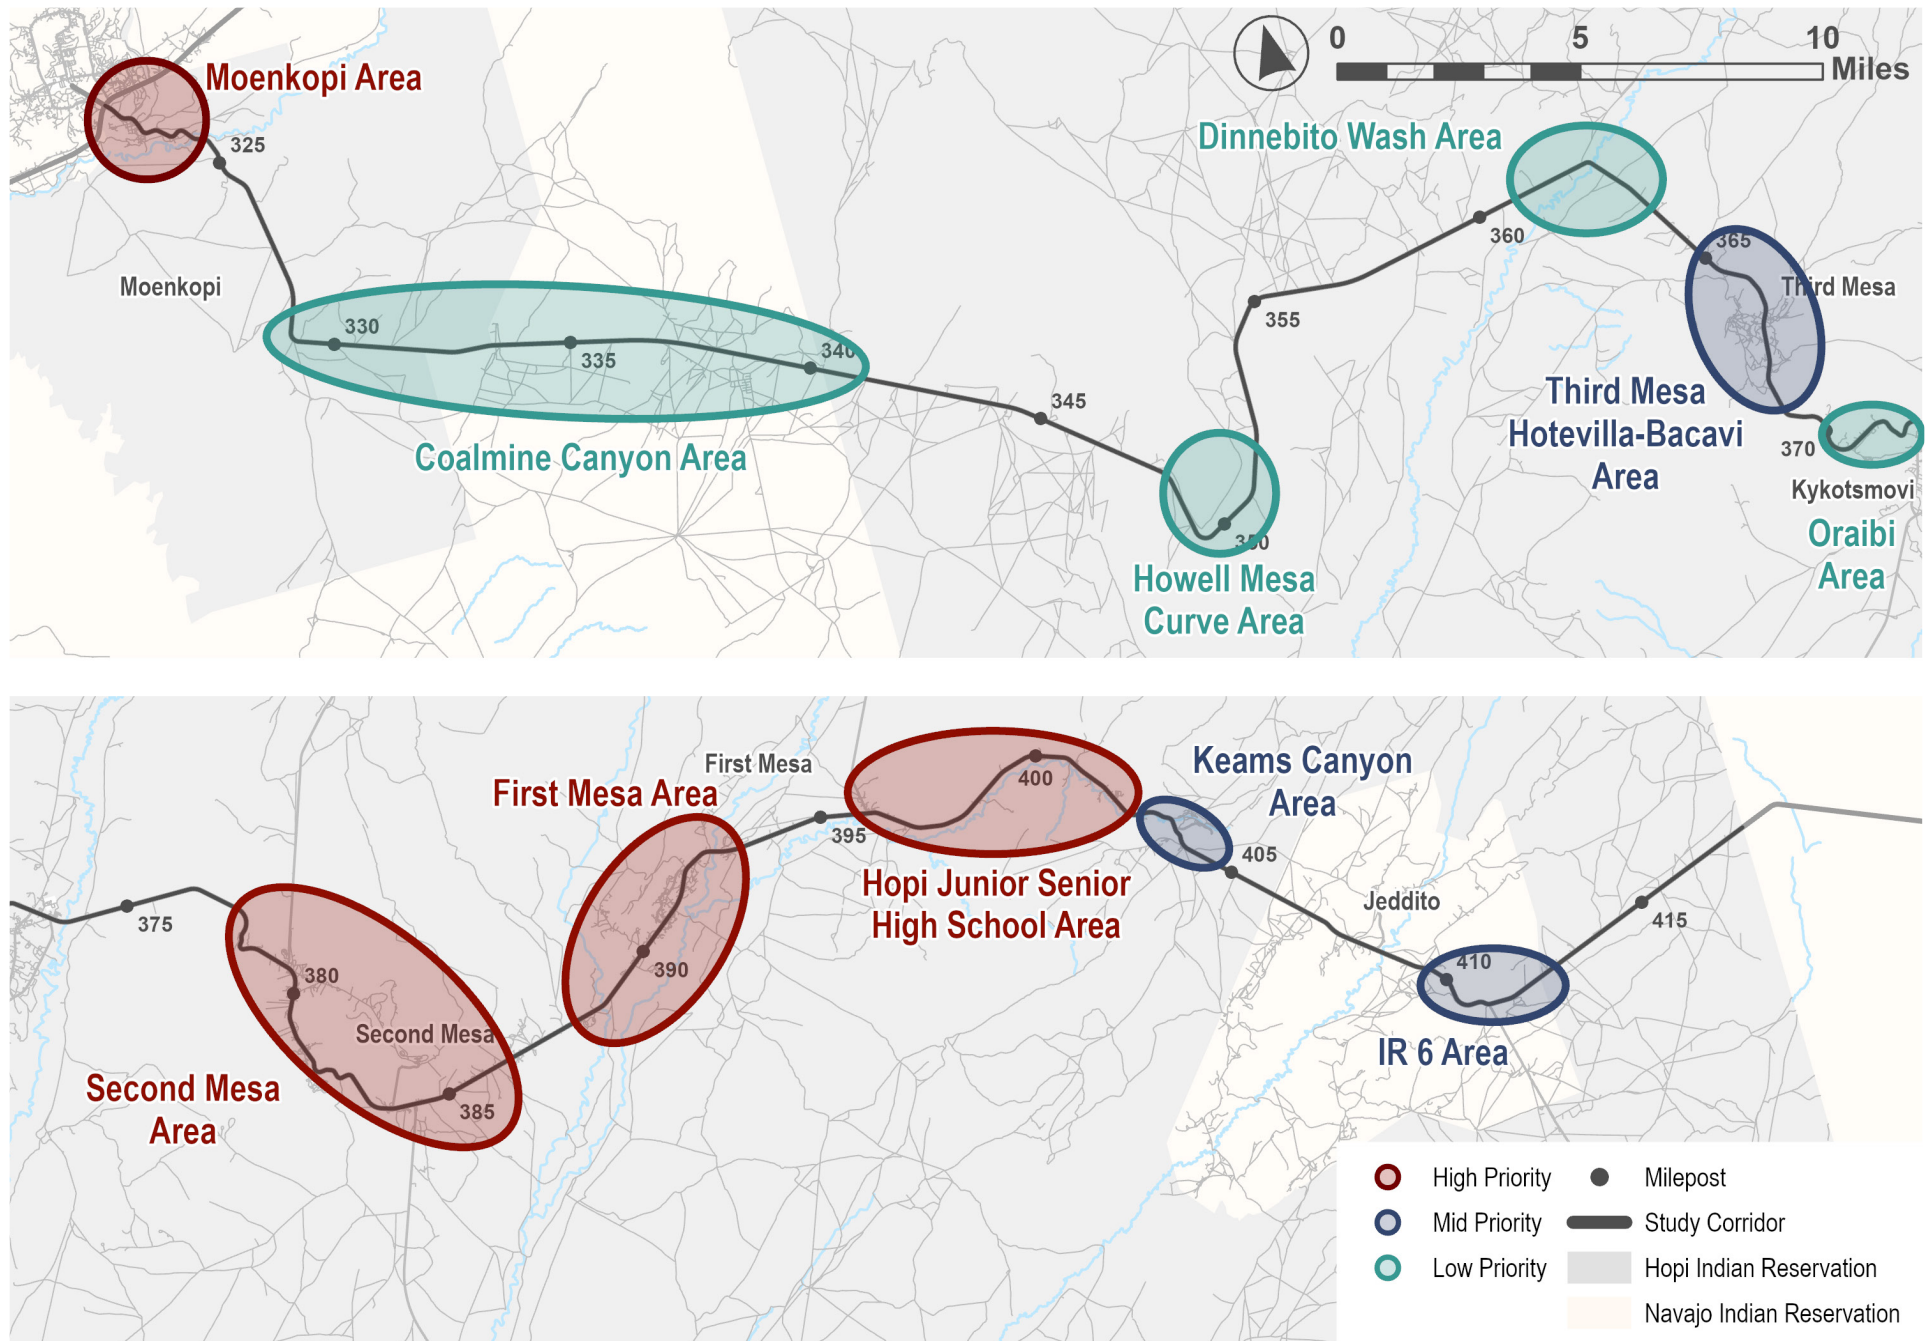 0 5 10
Miles
Moenkopi Area
325
Moenkopi
330
335
340
Coalmine Canyon Area
345
Howell Mesa
Curve Area
350
355
360
Dinnebito Wash Area
365
Third Mesa
Third Mesa
Hotevilla-Bacavi
Area
370
Kykotsmovi
Oraibi
Area
375
Second Mesa
Area
380
Second Mesa
385
First Mesa Area
First Mesa
390
395
400
Hopi Junior Senior
High School Area
Keams Canyon
Area
405
Jeddito
410
IR 6 Area
415
High Priority
Mid Priority
Low Priority
Milepost
Study Corridor
Hopi Indian Reservation
Navajo Indian Reservation